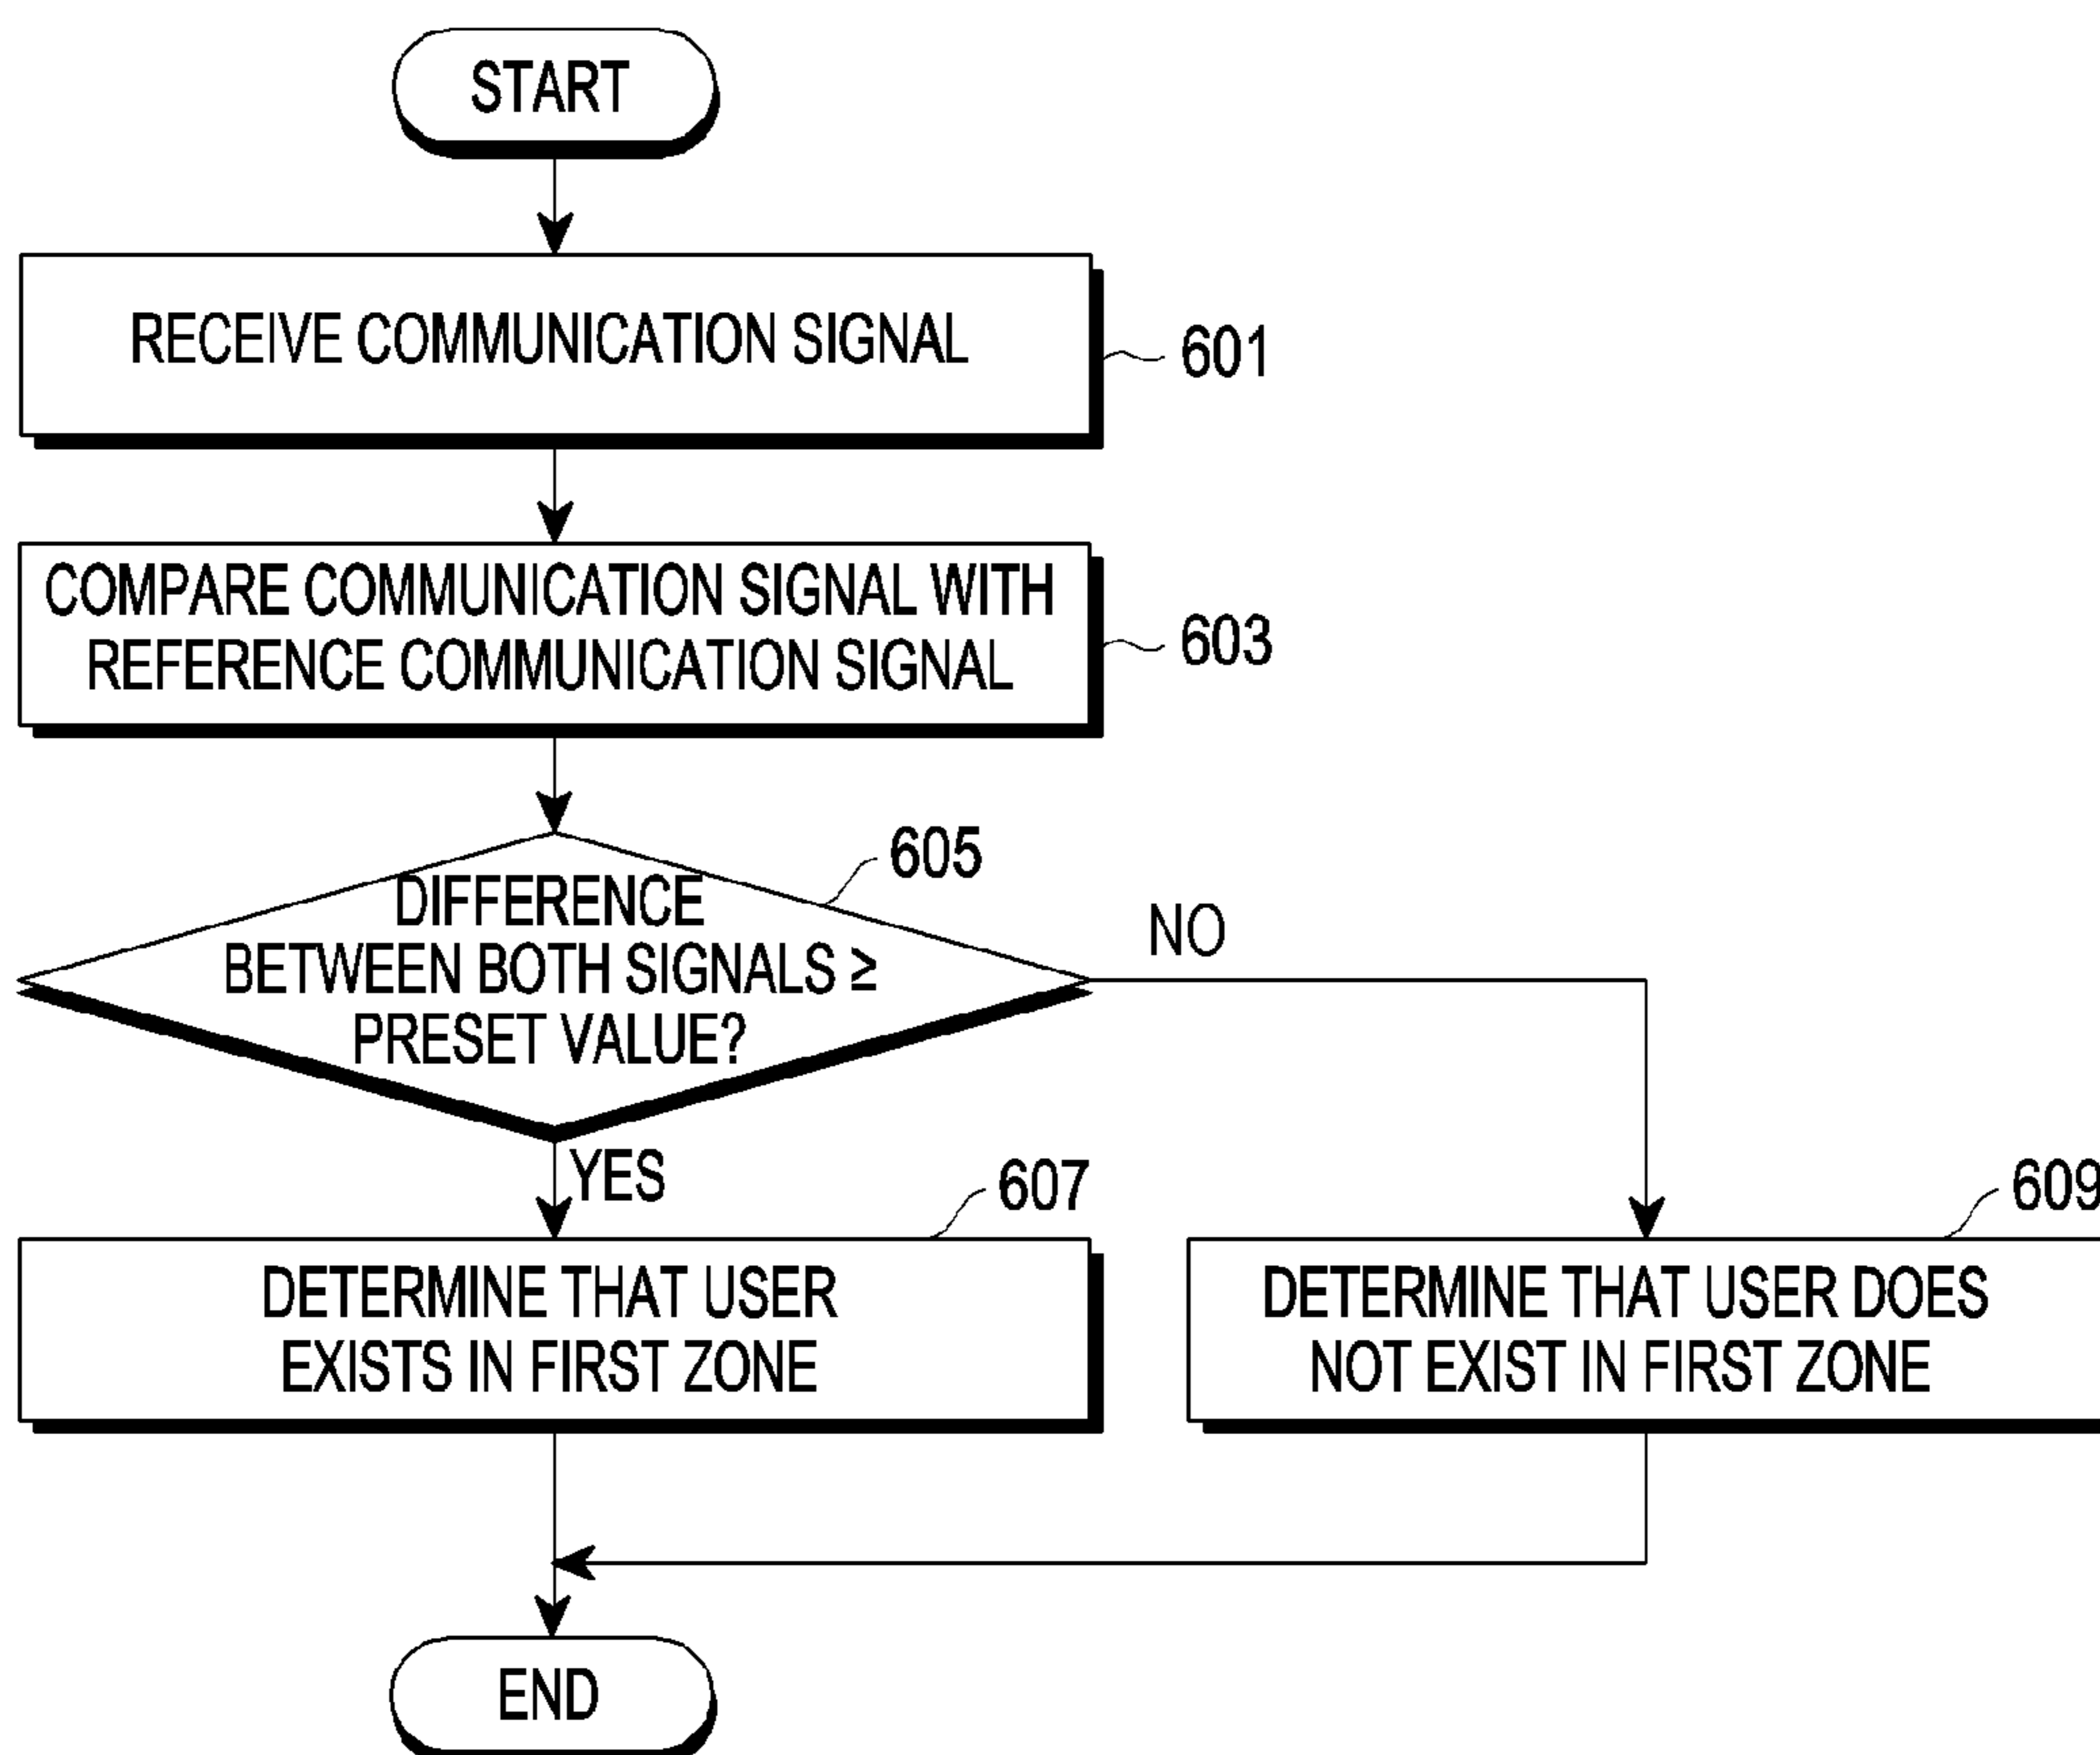 START
RECEIVE COMMUNICATION SIGNAL
601
COMPARE COMMUNICATION SIGNAL WITH
REFERENCE COMMUNICATION SIGNAL
603
605
DIFFERENCE
BETWEEN BOTH SIGNALS ≥
PRESET VALUE?
NO
YES
607
DETERMINE THAT USER
EXISTS IN FIRST ZONE
609
DETERMINE THAT USER DOES
NOT EXIST IN FIRST ZONE
END